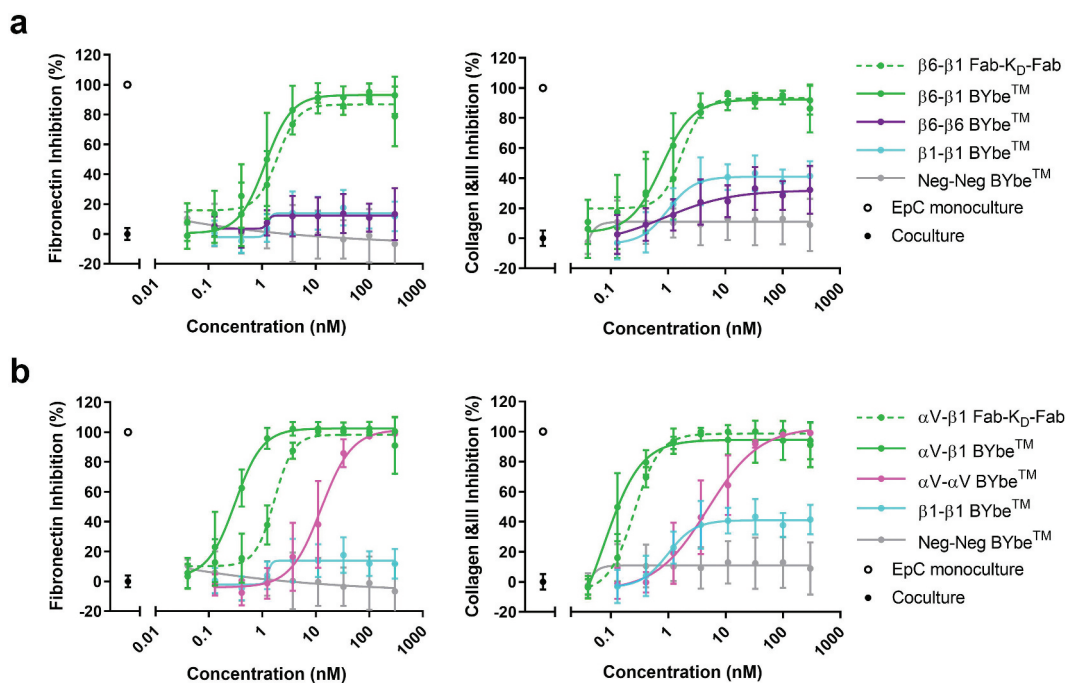 a
Fibronectin Inhibition (%)
120
100
80
60
40
20
0
-20
0.01
0.1
1
10
100
1000
Concentration (nM)
Collagen I&III Inhibition (%)
120
100
80
60
40
20
0
-20
0.1
1
10
100
1000
Concentration (nM)
β6-β1 Fab-KD-Fab
β6-β1 BYbe™
β6-β6 BYbe™
β1-β1 BYbe™
Neg-Neg BYbe™
EpC monoculture
Coculture
b
Fibronectin Inhibition (%)
120
100
80
60
40
20
0
-20
0.01
0.1
1
10
100
1000
Concentration (nM)
Collagen I&III Inhibition (%)
120
100
80
60
40
20
0
-20
0.1
1
10
100
1000
Concentration (nM)
αV-β1 Fab-KD-Fab
αV-β1 BYbe™
αV-αV BYbe™
β1-β1 BYbe™
Neg-Neg BYbe™
EpC monoculture
Coculture